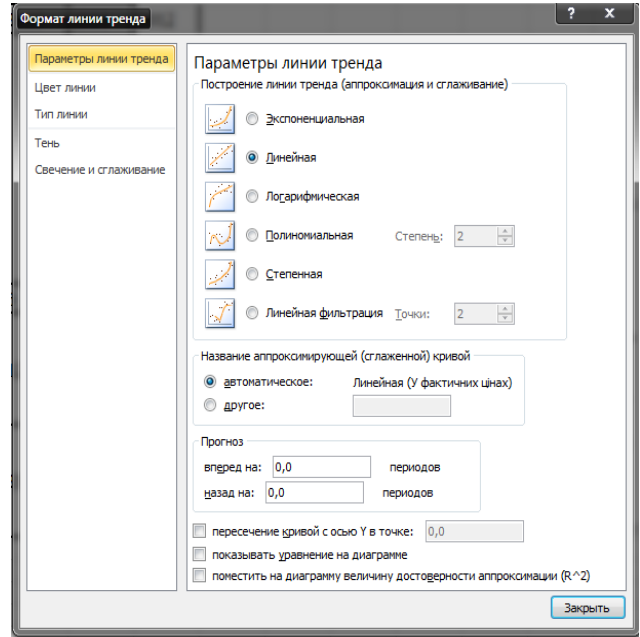 Формат линии тренда
Параметры линии тренда
Цвет линии
Тип линии
Тень
Свечение и сглаживание
Параметры линии тренда
Построение линии тренда (аппроксимация и сглаживание)
Экспоненциальная
Линейная
Логарифмическая
Полиномиальная Степень: 2
Степенная
Линейная фильтрация Точки: 2
Название аппроксимирующей (сглаженной) кривой
автоматическое: Линейная (У фактичних цінах)
другое:
Прогноз
вперед на: 0,0 периодов
назад на: 0,0 периодов
пересечение кривой с осью Y в точке: 0,0
показывать уравнение на диаграмме
поместить на диаграмму величину достоверности аппроксимации (R^2)
Закрыть